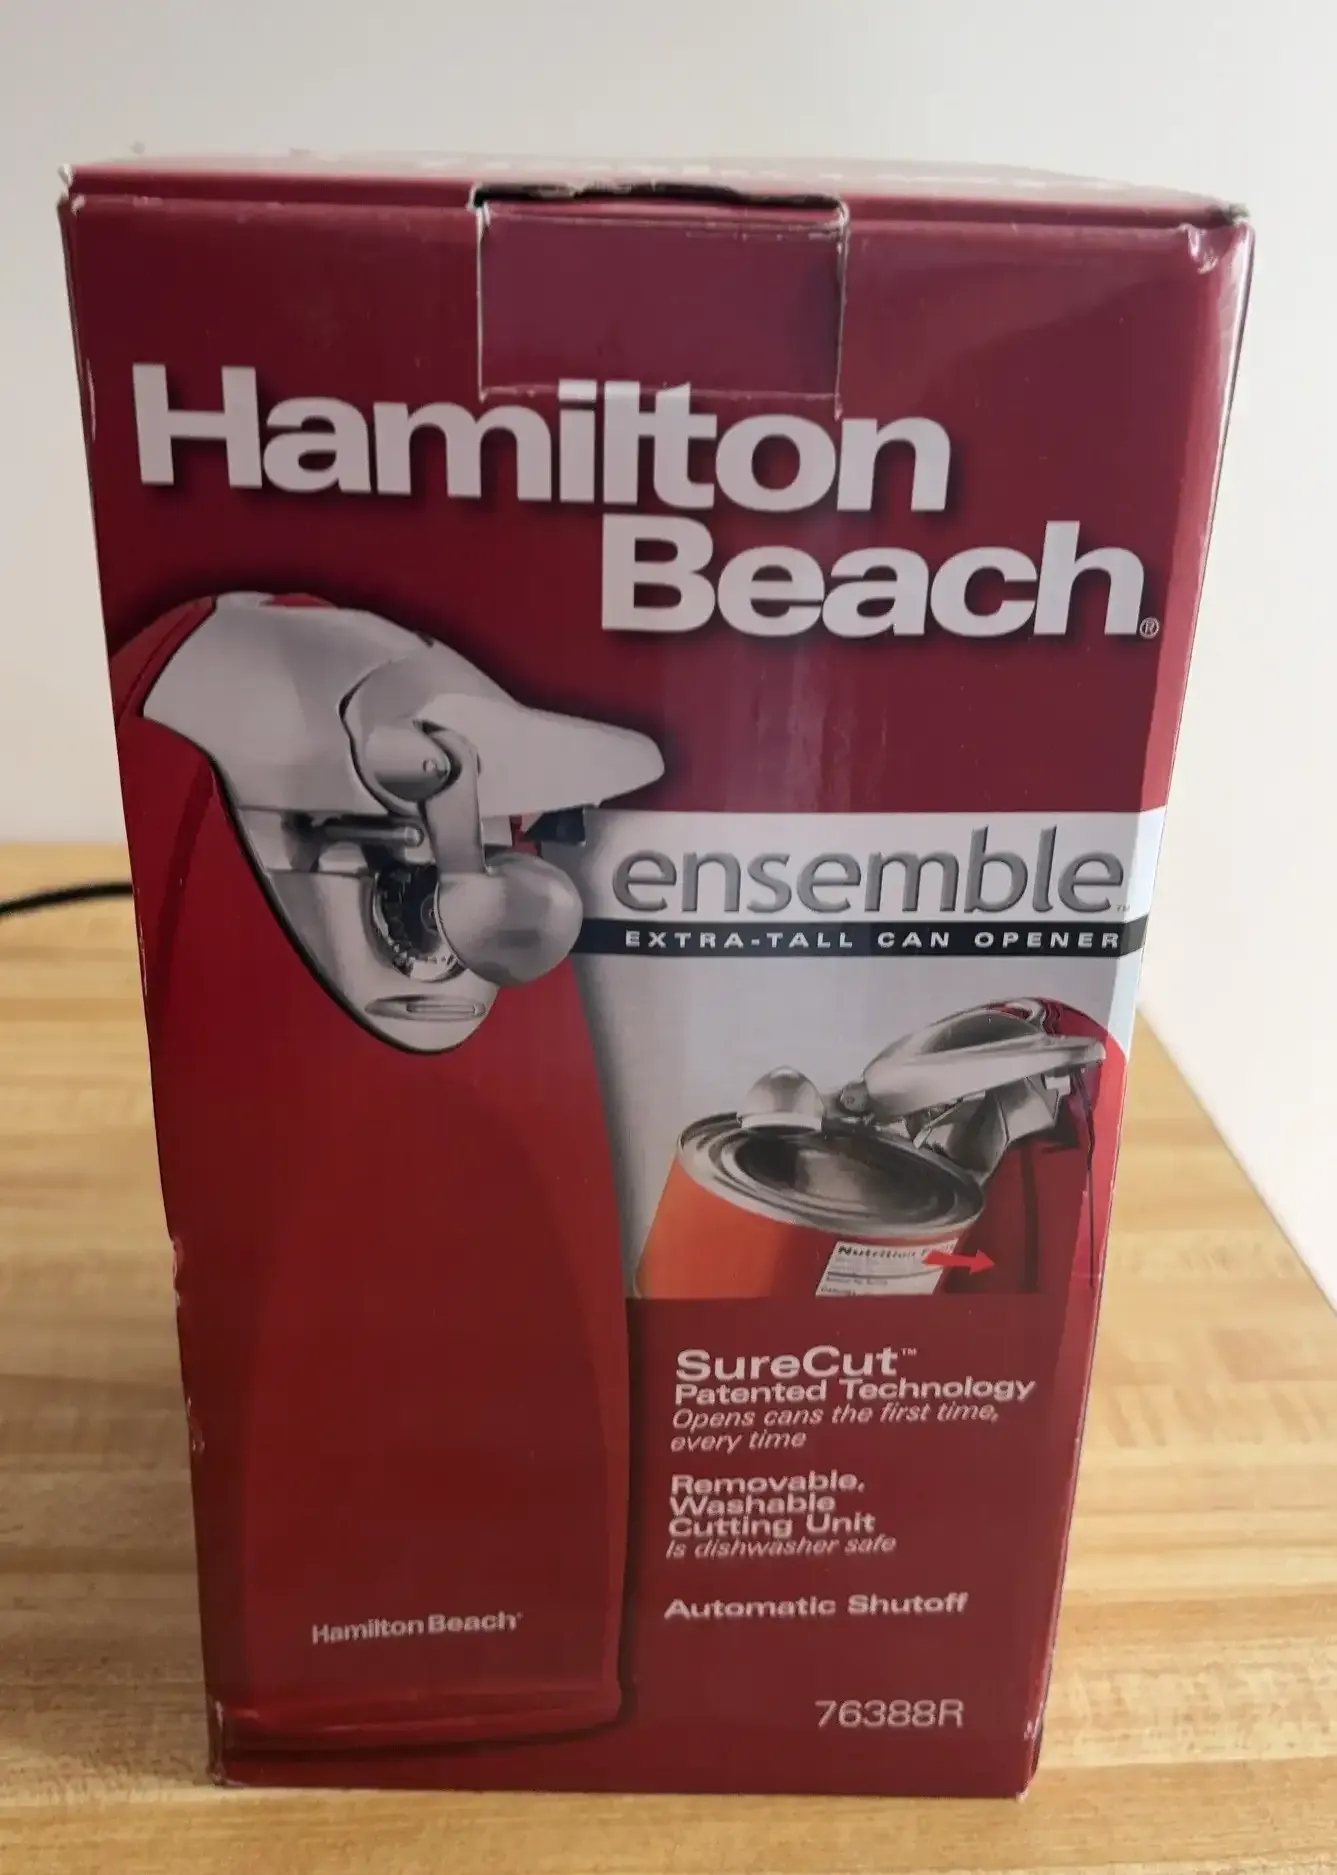 Hamilton
Beach®
ensemble™
EXTRA-TALL CAN OPENER
Nutrition
SureCut™
Patented Technology
Opens cans the first time,
every time
Removable,
Washable
Cutting Unit
Is dishwasher safe
Automatic Shutoff
Hamilton Beach®
76388R